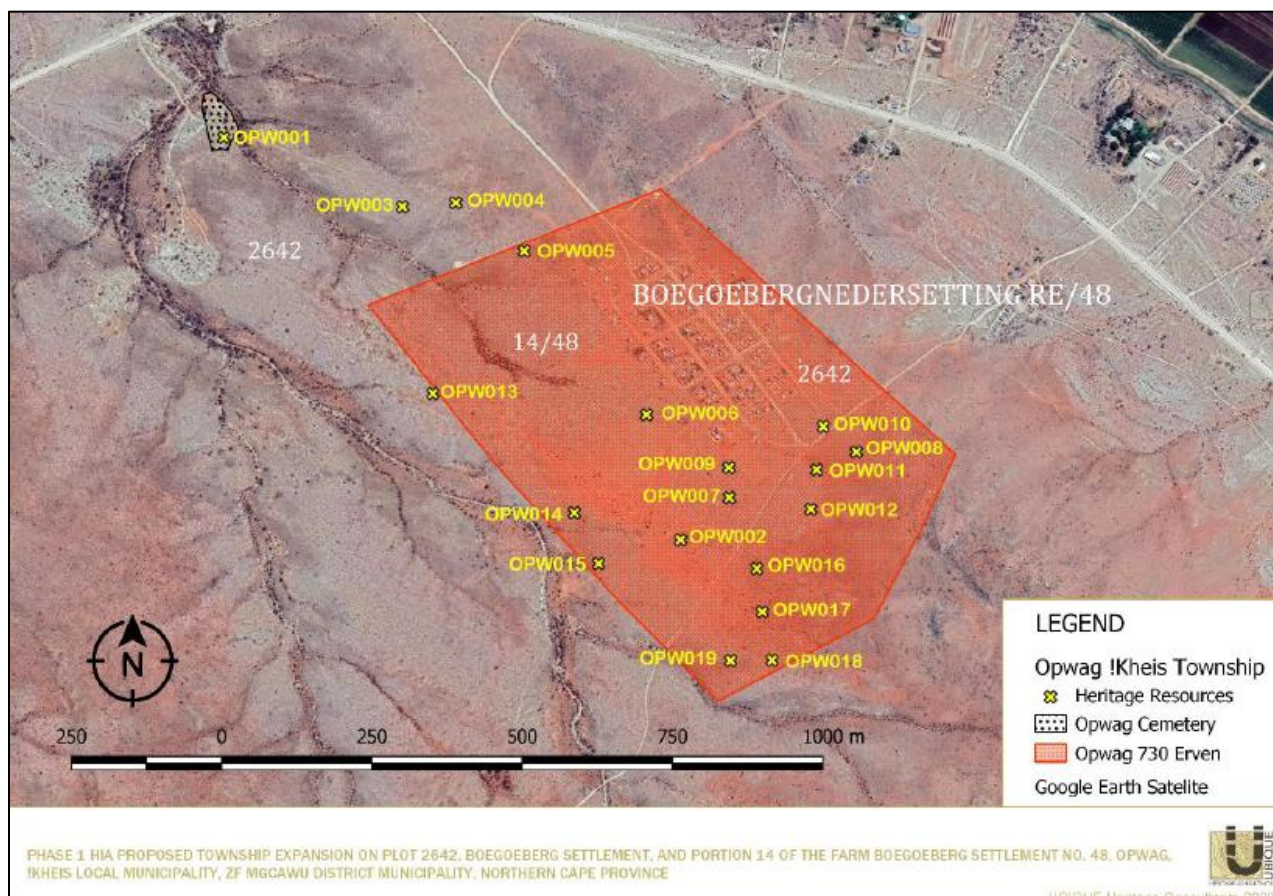 OPW001
OPW003
OPW004
2642
OPW005
BOEGOEBERGNEDERSETTING RE/48
14/48
2642
OPW013
OPW006
OPW010
OPW008
OPW009
OPW011
OPW007
OPW012
OPW014
OPW002
OPW015
OPW016
OPW017
OPW019
OPW018
N
250 0 250 500 750 1000 m
LEGEND
Opwag !Kheis Township
Heritage Resources
Opwag Cemetery
Opwag 730 Erven
Google Earth Satelite
PHASE 1 HIA PROPOSED TOWNSHIP EXPANSION ON PLOT 2642, BOEGOEBERG SETTLEMENT, AND PORTION 14 OF THE FARM BOEGOEBERG SETTLEMENT NO. 48, OPWAG,
!KHEIS LOCAL MUNICIPALITY, ZF MGCAWU DISTRICT MUNICIPALITY, NORTHERN CAPE PROVINCE
UBIQUE